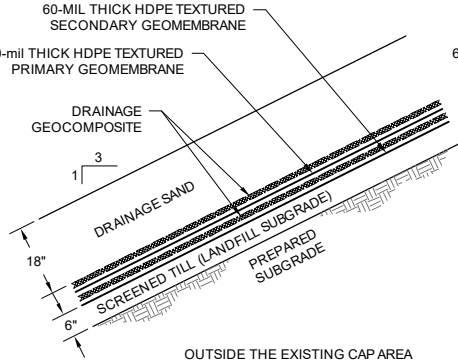 60-MIL THICK HDPE TEXTURED
SECONDARY GEOMEMBRANE
-mil THICK HDPE TEXTURED
PRIMARY GEOMEMBRANE
DRAINAGE
GEOCOMPOSITE
3
1
DRAINAGE SAND
SCREENED TILL (LANDFILL SUBGRADE)
PREPARED
SUBGRADE
18"
6"
6
OUTSIDE THE EXISTING CAP AREA